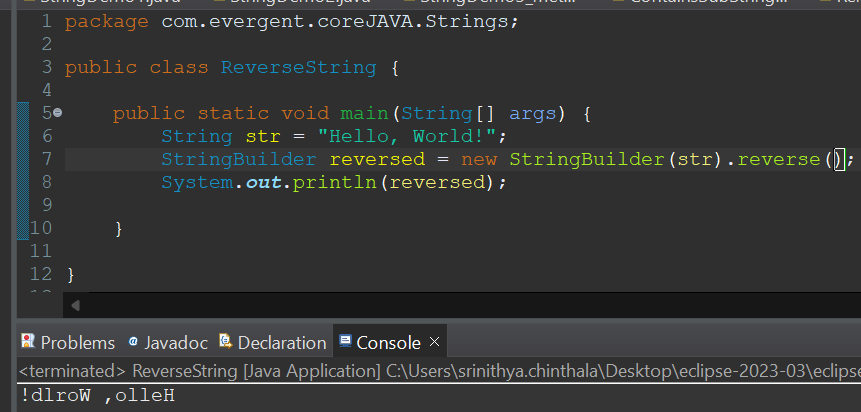 package com.evergent.coreJAVA.Strings;
1
2
3 public class ReverseString {
4
5 public static void main(String[] args) {
6 String str = "Hello, World!";
7 StringBuilder reversed = new StringBuilder(str).reverse();
8 System.out.println(reversed);
9
10 }
11
12 }
Problems Javadoc Declaration Console
<terminated> ReverseString [Java Application] C:\Users\srinithya.chinthala\Desktop\eclipse-2023-03\eclipse
!dlroW ,olleH